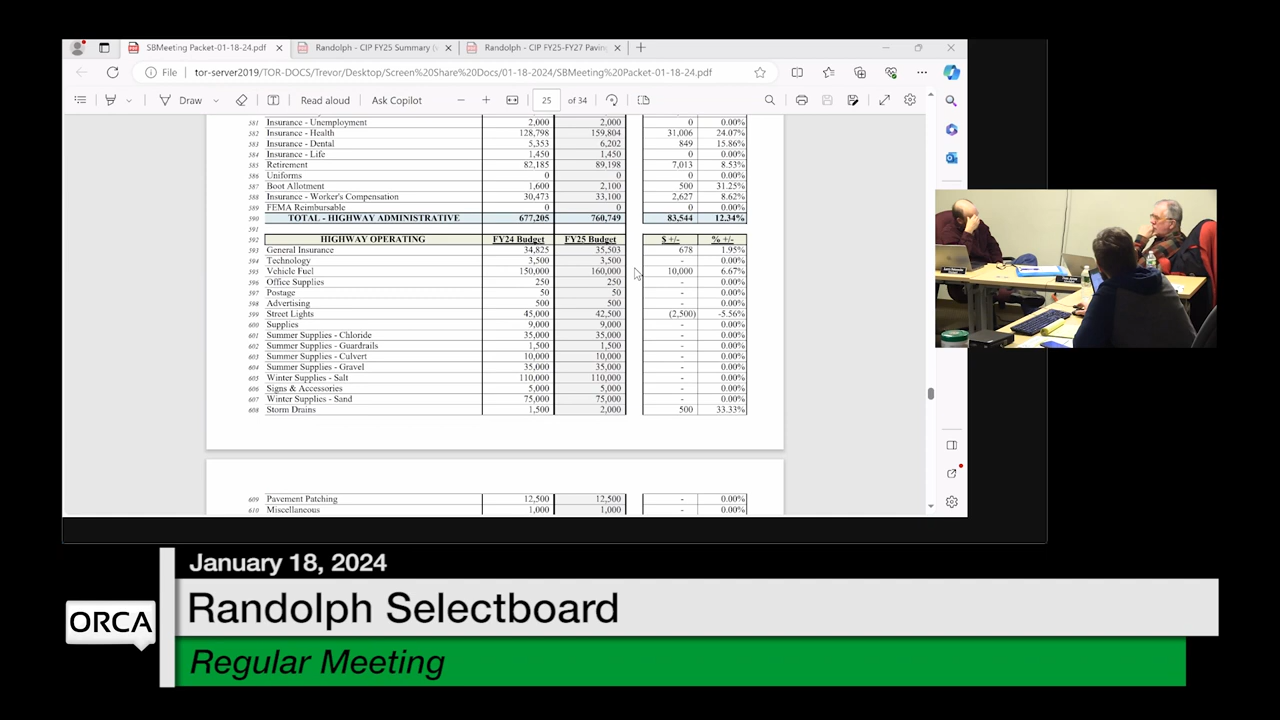 SBMeeting Packet-01-18-24.pdf
Randolph - CIP FY25 Summary (
Randolph - CIP FY25-FY27 Pavin
File tor-server2019/TOR-DOCS/Trevor/Desktop/Screen%20Share%20Docs/01-18-2024/SBMeeting%20Packet-01-18-24.pdf
Draw Read aloud Ask Copilot 25 of 34
581 Insurance - Unemployment 2,000 2,000 0 0.00%
582 Insurance - Health 128,798 159,804 31,006 24.07%
583 Insurance - Dental 5,353 6,202 849 15.86%
584 Insurance - Life 1,450 1,450 0 0.00%
585 Retirement 82,185 89,198 7,013 8.53%
586 Uniforms 0 0 0 0.00%
587 Boot Allotment 1,600 2,100 500 31.25%
588 Insurance - Worker's Compensation 30,473 33,100 2,627 8.62%
589 FEMA Reimbursable 0 0 0 0.00%
590 TOTAL - HIGHWAY ADMINISTRATIVE 677,205 760,749 83,544 12.34%
591
592 HIGHWAY OPERATING FY24 Budget FY25 Budget $ +/- % +/-
593 General Insurance 34,825 35,503 678 1.95%
594 Technology 3,500 3,500 - 0.00%
595 Vehicle Fuel 150,000 160,000 10,000 6.67%
596 Office Supplies 250 250 - 0.00%
597 Postage 50 50 - 0.00%
598 Advertising 500 500 - 0.00%
599 Street Lights 45,000 42,500 (2,500) -5.56%
600 Supplies 9,000 9,000 - 0.00%
601 Summer Supplies - Chloride 35,000 35,000 - 0.00%
602 Summer Supplies - Guardrails 1,500 1,500 - 0.00%
603 Summer Supplies - Culvert 10,000 10,000 - 0.00%
604 Summer Supplies - Gravel 35,000 35,000 - 0.00%
605 Winter Supplies - Salt 110,000 110,000 - 0.00%
606 Signs & Accessories 5,000 5,000 - 0.00%
607 Winter Supplies - Sand 75,000 75,000 - 0.00%
608 Storm Drains 1,500 2,000 500 33.33%
609 Pavement Patching 12,500 12,500 - 0.00%
610 Miscellaneous 1,000 1,000 - 0.00%
January 18, 2024
ORCA
Randolph Selectboard
Regular Meeting